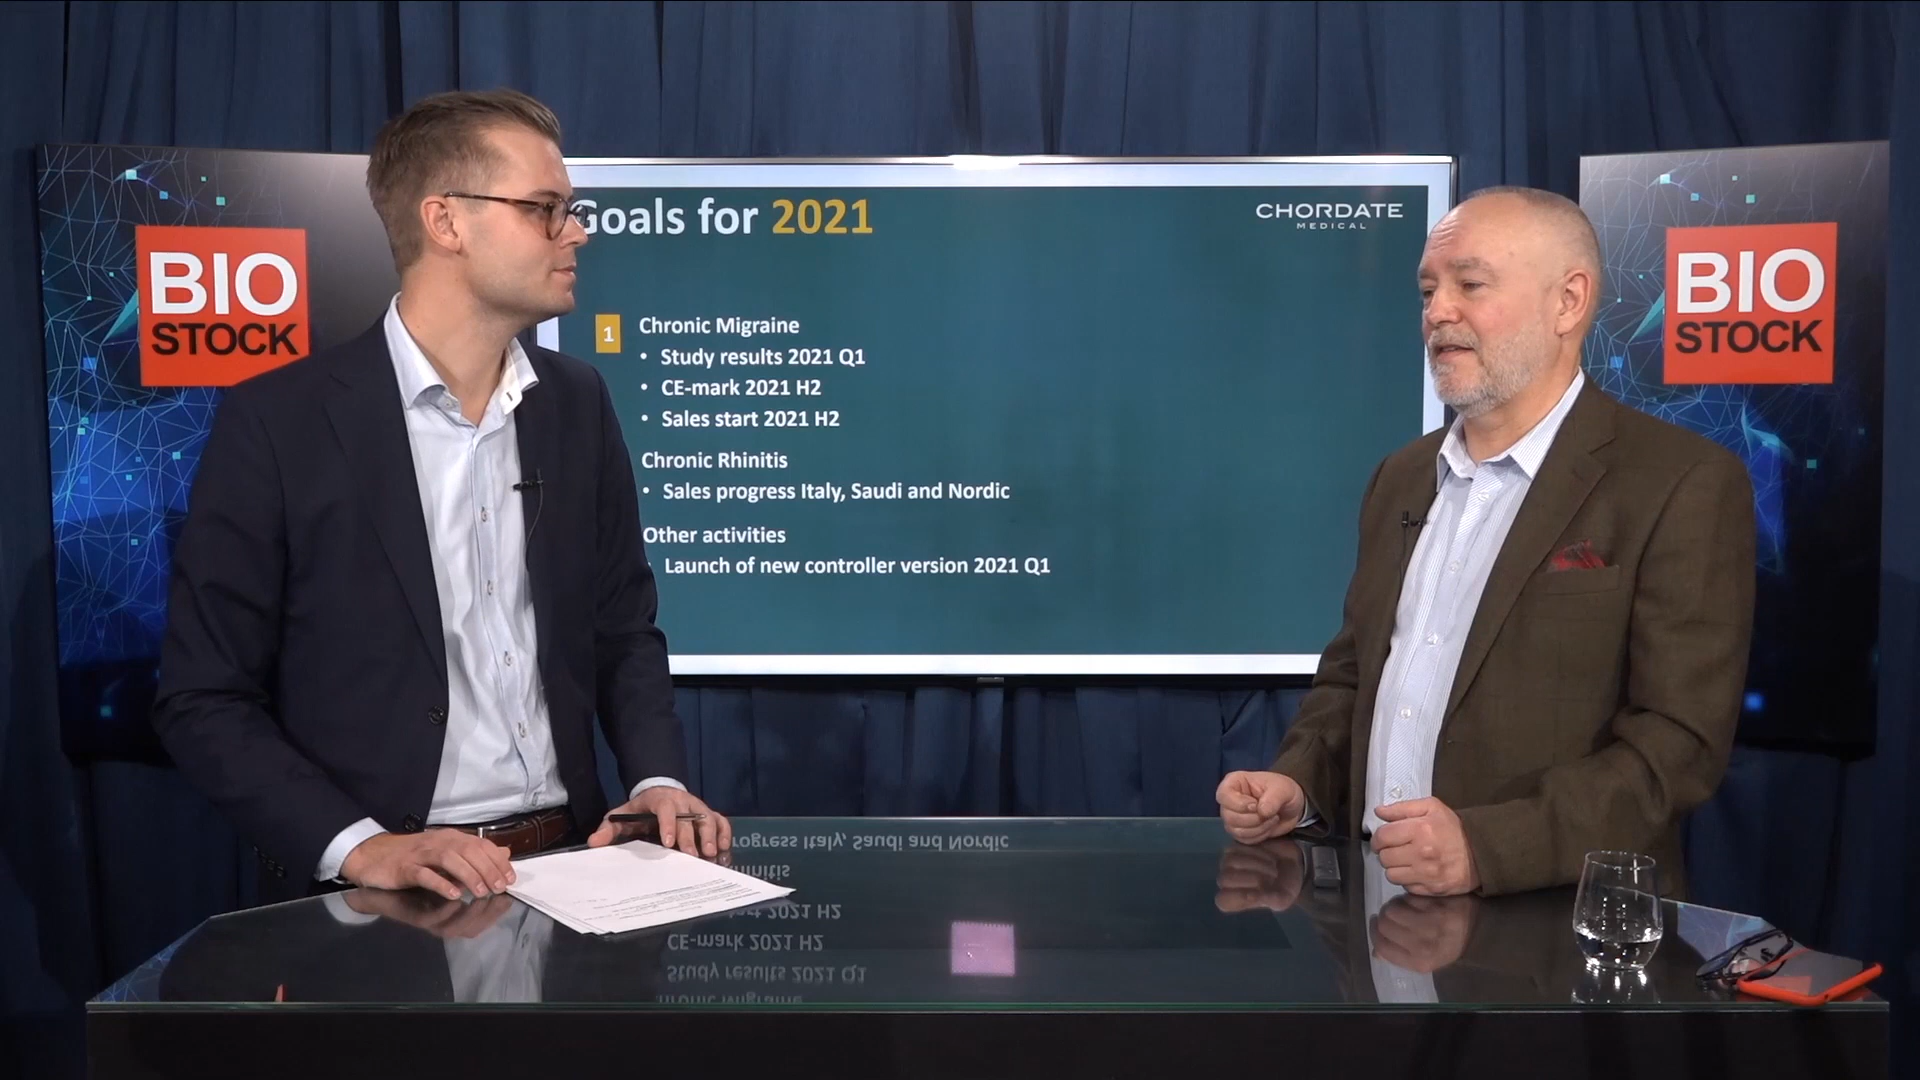 Goals for 2021
CHORDATE
MEDICAL
BIO
STOCK
BIO
STOCK
1
Chronic Migraine
• Study results 2021 Q1
• CE-mark 2021 H2
• Sales start 2021 H2
Chronic Rhinitis
• Sales progress Italy, Saudi and Nordic
Other activities
• Launch of new controller version 2021 Q1